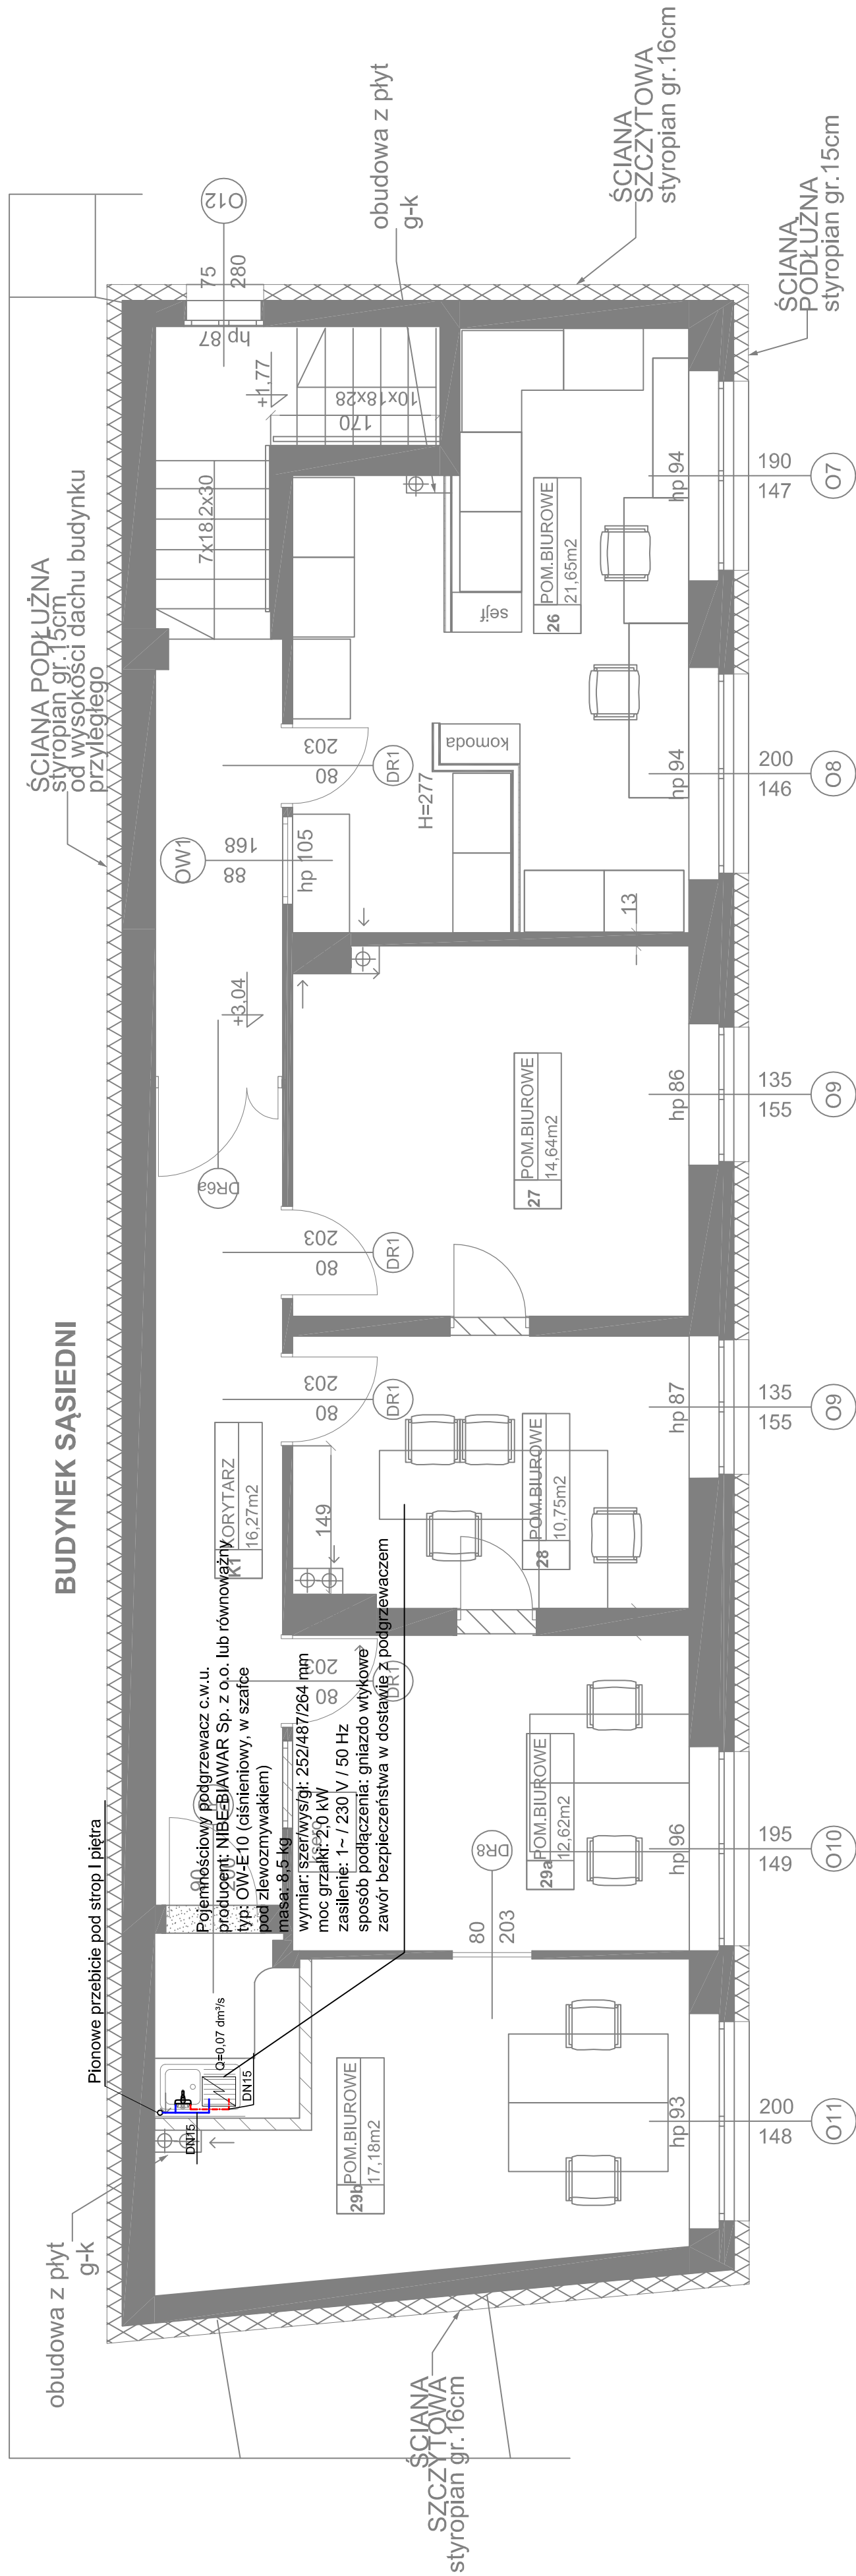 BUDYNEK SĄSIEDNI
ŚCIANA PODŁUŻNA
styropian gr.15cm
od wysokości dachu budynku
przyległego
Pionowe przebicie pod strop I piętra
obudowa z płyt
g-k
Pojemnościowy podgrzewacz c.w.u.
producent: NIBE-BIAWAR Sp. z o.o. lub równoważny
typ: OW-E10 (ciśnieniowy, w szafce
pod zlewozmywakiem)
masa: 8,5 kg
wymiar: szer/wys/gł: 252/487/264 mm
moc grzałki: 2,0 kW
zasilenie: 1~ / 230 V / 50 Hz
sposób podłączenia: gniazdo wtykowe
zawór bezpieczeństwa w dostawie z podgrzewaczem
Q=0,07 dm³/s
DN15
DN15
90
200
K1 KORYTARZ
16,27m2
DR6a
+3,04
OW1
88
168
hp 105
7x18,2x30
+1,77
170
10x18x28
O12
75
280
hp 87
obudowa z płyt
g-k
80
203
DR1
80
203
DR1
80
203
DR1
80
203
DR1
149
H=277
komoda
sejf
13
DR8
80
203
29b POM.BIUROWE
17,18m2
29a POM.BIUROWE
12,62m2
28 POM.BIUROWE
10,75m2
27 POM.BIUROWE
14,64m2
26 POM.BIUROWE
21,65m2
hp 93
hp 96
hp 87
hp 86
hp 94
hp 94
200
148
O11
195
149
O10
135
155
O9
135
155
O9
200
146
O8
190
147
O7
ŚCIANA
SZCZYTOWA
styropian gr.16cm
ŚCIANA
SZCZYTOWA
styropian gr.16cm
ŚCIANA
PODŁUŻNA
styropian gr.15cm